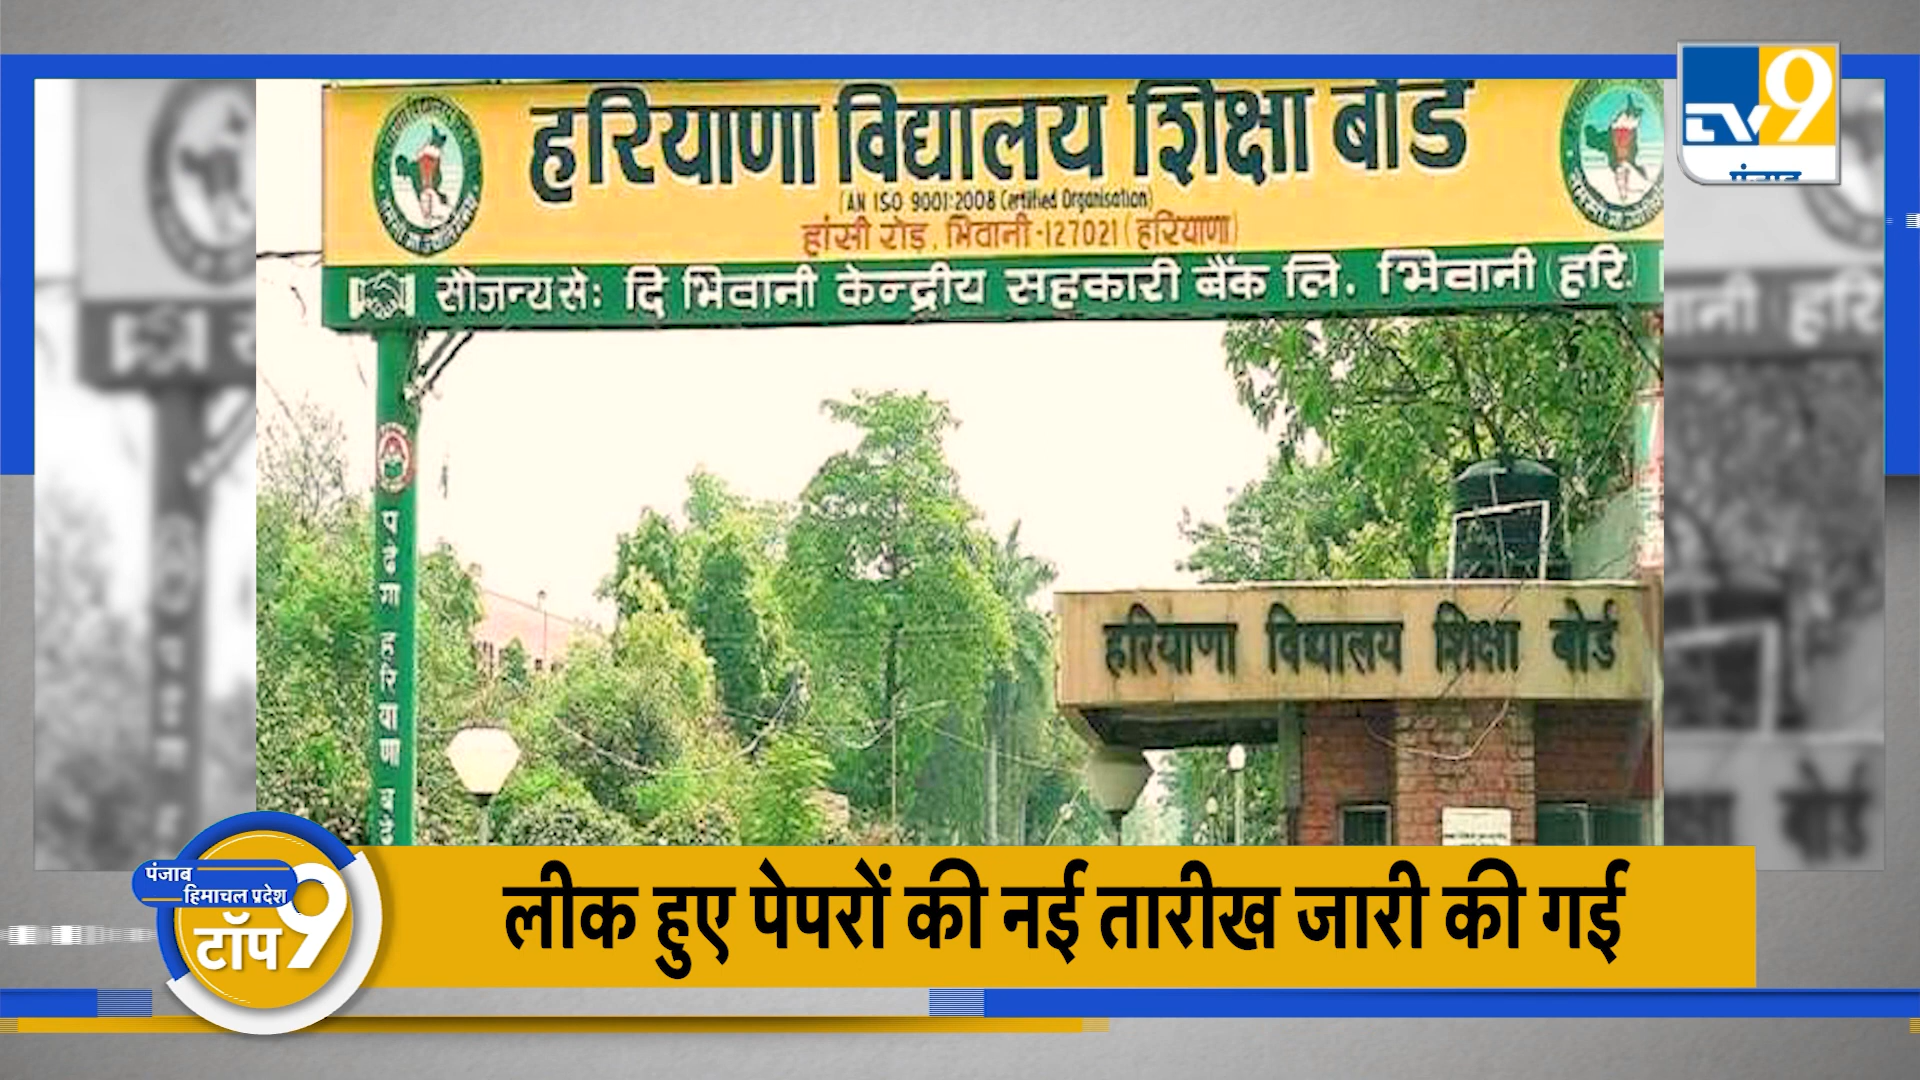 हरियाणा विद्यालय शिक्षा बोर्ड
(AN ISO 9001:2008 Certified Organisation)
हांसी रोड़, भिवानी-127021 (हरियाणा)
सौजन्य से: दि भिवानी केन्द्रीय सहकारी बैंक लि. भिवानी (हरि.
TV9
पंजाब
हरियाणा विद्यालय शिक्षा बोर्ड
पंजाब
हिमाचल प्रदेश
टॉप 9
लीक हुए पेपरों की नई तारीख जारी की गई